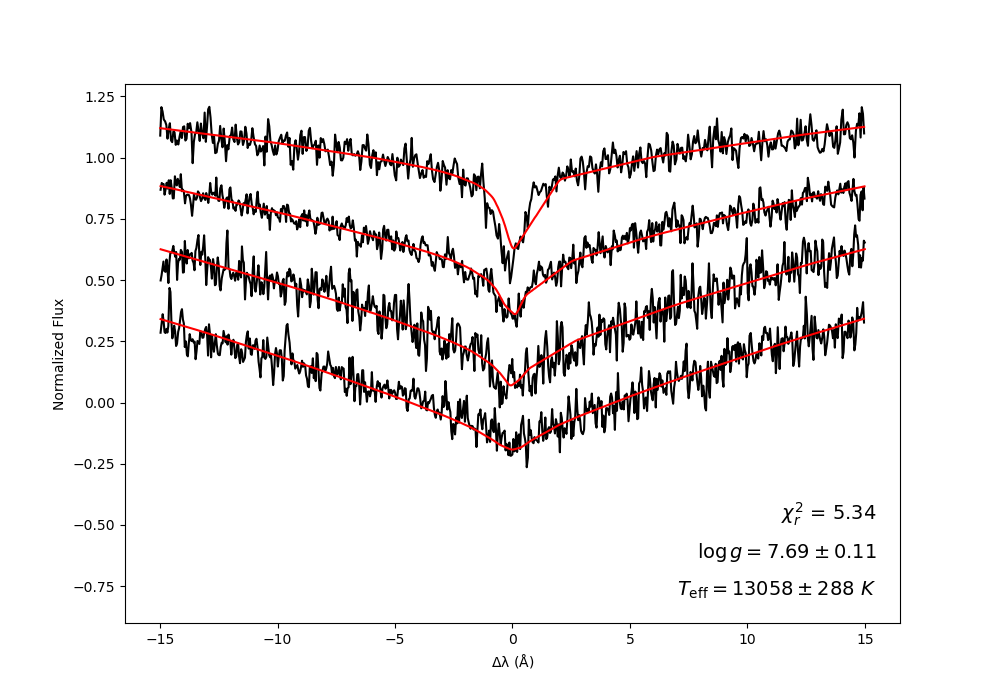 1.25
1.00
0.75
0.50
0.25
0.00
−0.25
−0.50
−0.75
Normalized Flux
χ²ᵣ = 5.34
log g = 7.69 ± 0.11
T_eff = 13058 ± 288 K
−15 −10 −5 0 5 10 15
Δλ (Å)